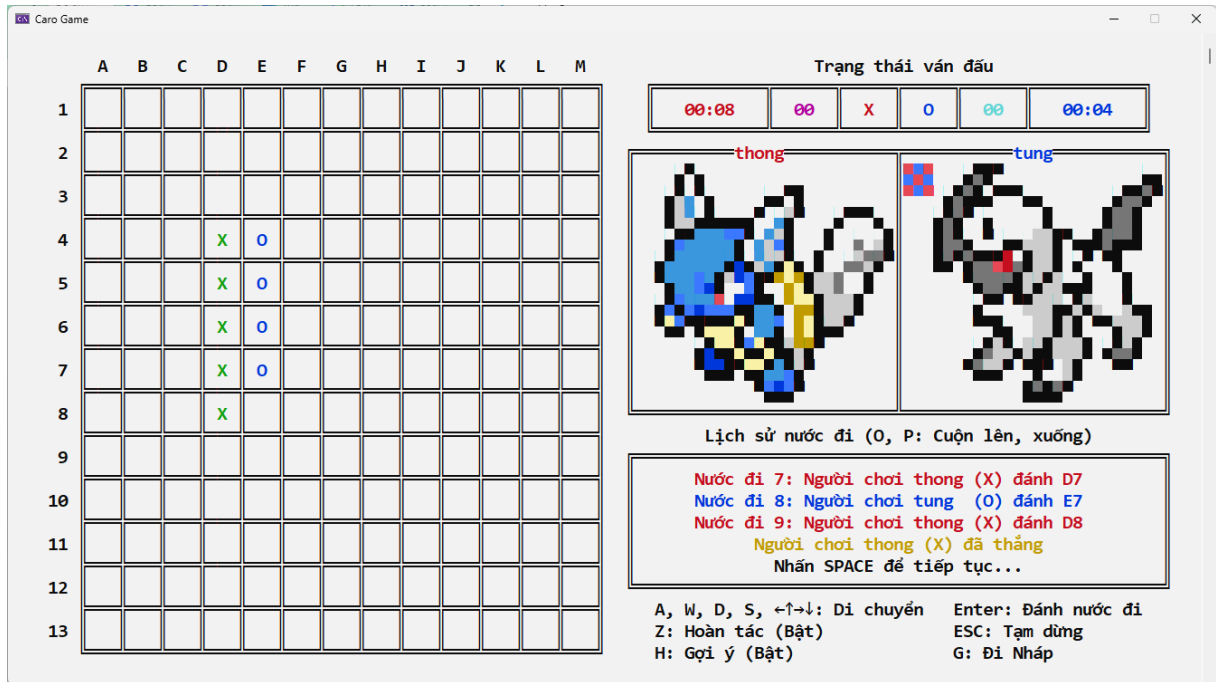 Caro Game
A B C D E F G H I J K L M
1
2
3
4 X O
5 X O
6 X O
7 X O
8 X
9
10
11
12
13
Trạng thái ván đấu
00:08 00 X O 00 00:04
thong tung
Lịch sử nước đi (O, P: Cuộn lên, xuống)
Nước đi 7: Người chơi thong (X) đánh D7
Nước đi 8: Người chơi tung (O) đánh E7
Nước đi 9: Người chơi thong (X) đánh D8
Người chơi thong (X) đã thắng
Nhấn SPACE để tiếp tục...
A, W, D, S, ←↑→↓: Di chuyển Enter: Đánh nước đi
Z: Hoàn tác (Bật) ESC: Tạm dừng
H: Gợi ý (Bật) G: Đi Nháp